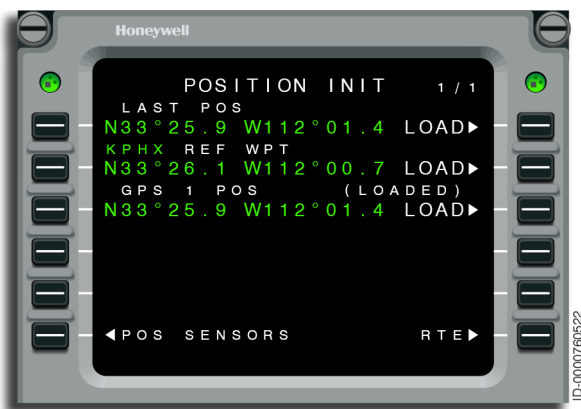 Honeywell
POSITION INIT 1 / 1
LAST POS
N33°25.9 W112°01.4 LOAD▶
KPHX REF WPT
N33°26.1 W112°00.7 LOAD▶
GPS 1 POS (LOADED)
N33°25.9 W112°01.4 LOAD▶
◀POS SENSORS RTE▶
ID-0000760522